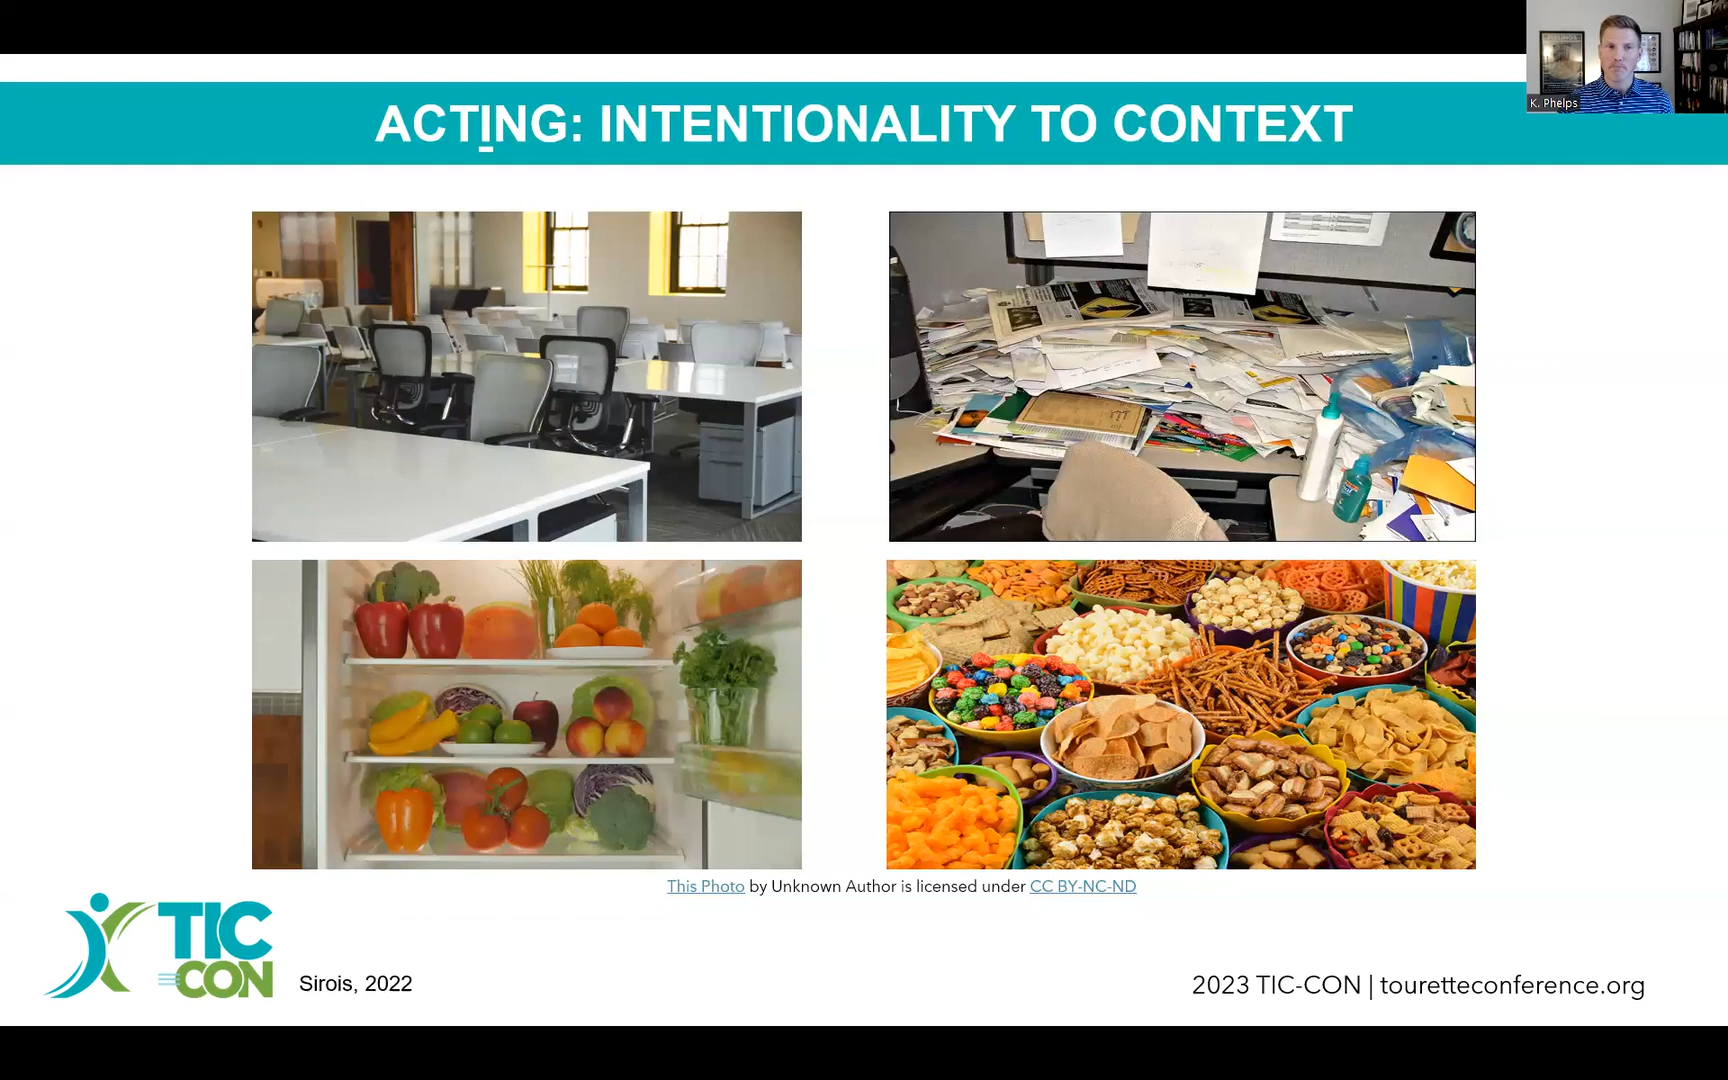 K. Phelps
ACTING: INTENTIONALITY TO CONTEXT
This Photo by Unknown Author is licensed under CC BY-NC-ND
TIC
CON
Sirois, 2022
2023 TIC-CON | touretteconference.org